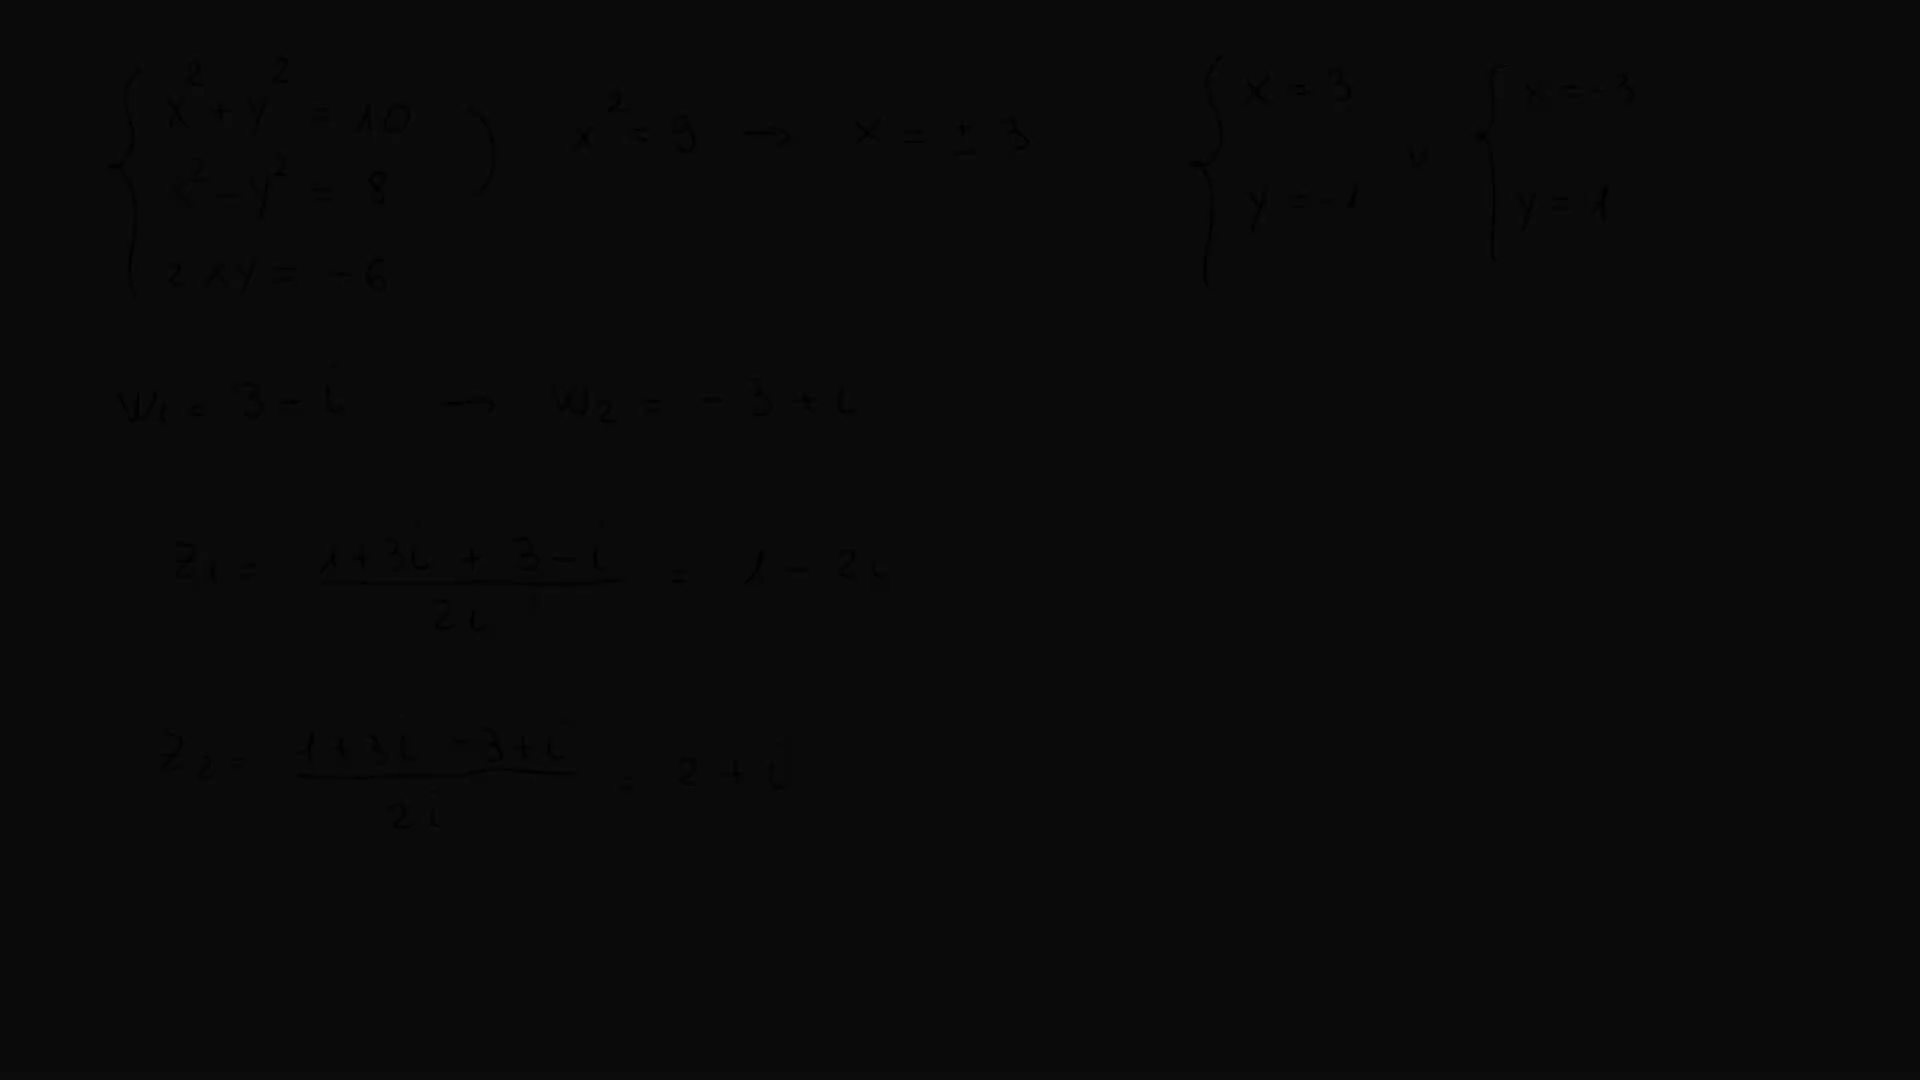 x² + y² = 10
x² - y² = 8
2xy = -6
) x² = 9 → x = ± 3
{ x = 3
y = -1
v
{ x = -3
y = 1
w₁ = 3 - i → w₂ = -3 + i
z₁ = 1+3i + 3-i / 2i = 1 - 2i
z₂ = 1+3i -3+i / 2i = 2 + i